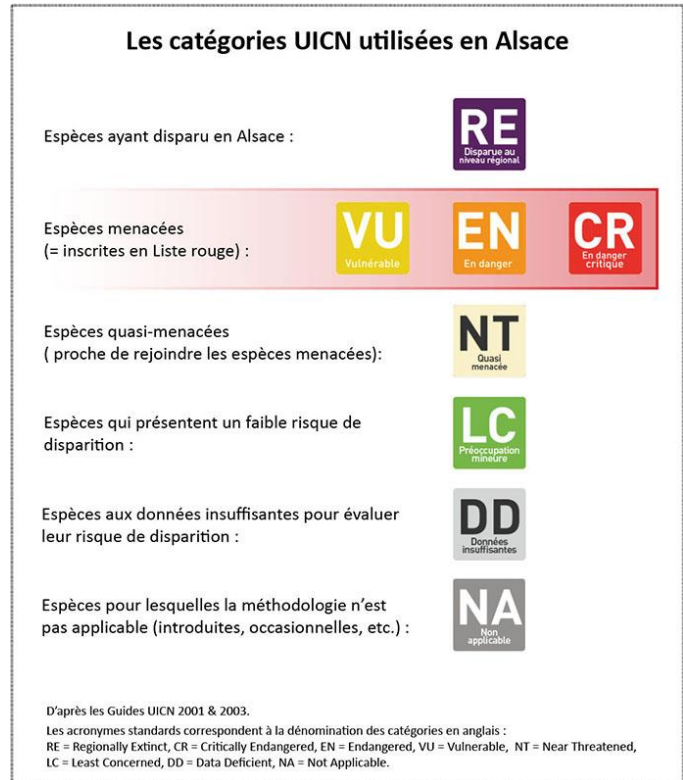 Les catégories UICN utilisées en Alsace
Espèces ayant disparu en Alsace :
RE
Disparue au
niveau régional
Espèces menacées
(= inscrites en Liste rouge) :
VU
Vulnérable
EN
En danger
CR
En danger
critique
Espèces quasi-menacées
( proche de rejoindre les espèces menacées):
NT
Quasi
menacée
Espèces qui présentent un faible risque de
disparition :
LC
Préoccupation
mineure
Espèces aux données insuffisantes pour évaluer
leur risque de disparition :
DD
Données
insuffisantes
Espèces pour lesquelles la méthodologie n'est
pas applicable (introduites, occasionnelles, etc.) :
NA
Non
applicable
D'après les Guides UICN 2001 & 2003.
Les acronymes standards correspondent à la dénomination des catégories en anglais :
RE = Regionally Extinct, CR = Critically Endangered, EN = Endangered, VU = Vulnerable, NT = Near Threatened,
LC = Least Concerned, DD = Data Deficient, NA = Not Applicable.